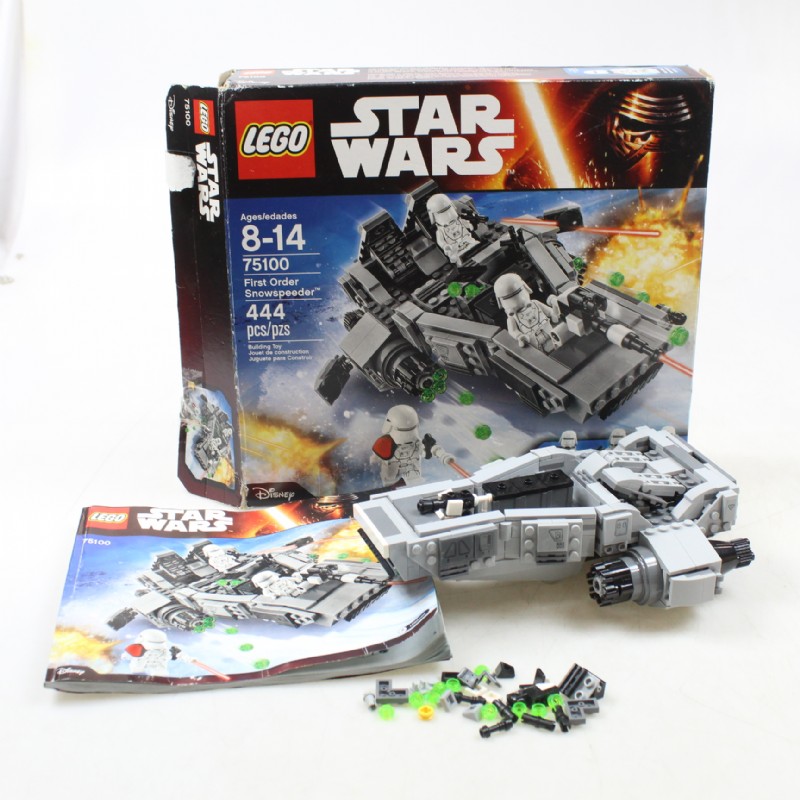 LEGO
STAR
WARS™
Ages/edades
8-14
75100
First Order
Snowspeeder™
444
pcs/pzs
Building Toy
Jouet de construction
Juguete para Construir
Disney
75100
LEGO
STAR
WARS
Disney
LEGO
STAR
WARS
75100
Disney